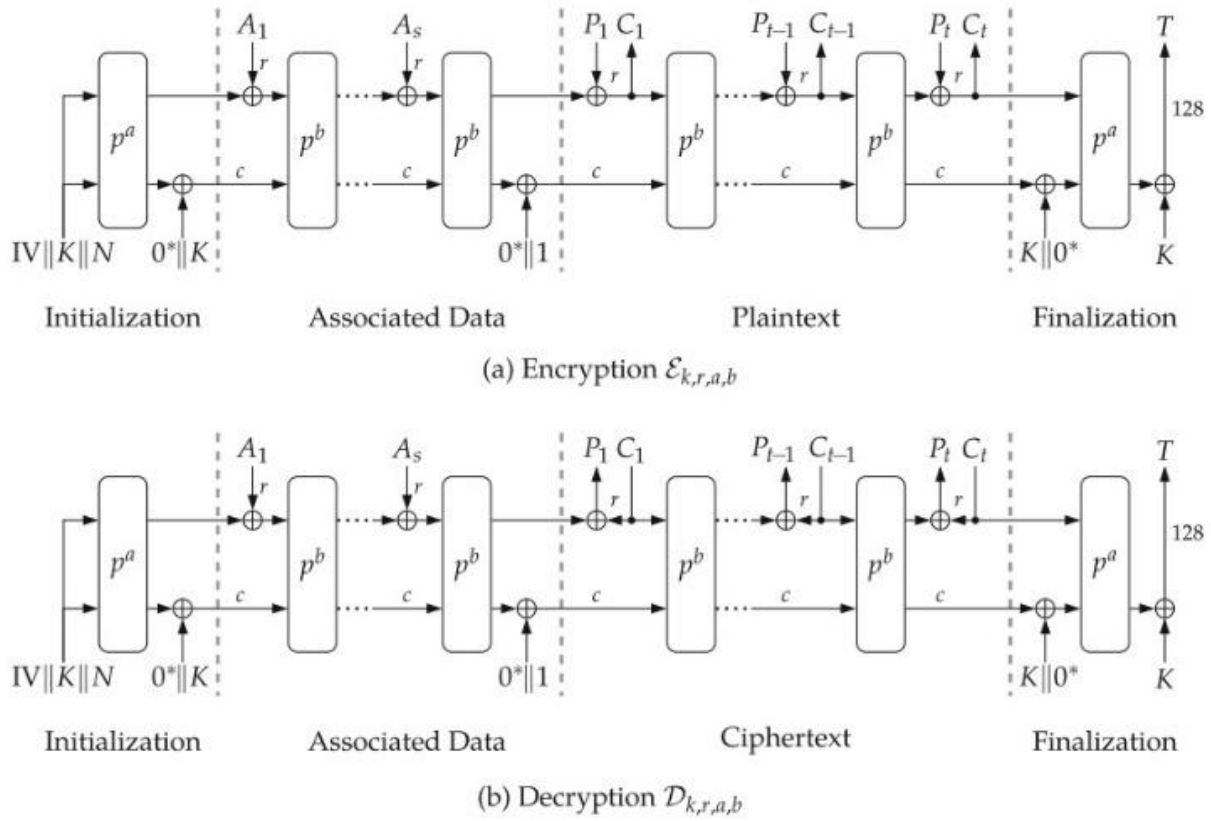 A₁ Aₛ P₁ C₁ Pₜ₋₁ Cₜ₋₁ Pₜ Cₜ T
r r r r r
128
pᵃ pᵇ pᵇ pᵇ pᵇ pᵃ
c c c c c
IV‖K‖N 0*‖K 0*‖1 K‖0* K
Initialization Associated Data Plaintext Finalization
(a) Encryption ℰₖ,ᵣ,ₐ,b
A₁ Aₛ P₁ C₁ Pₜ₋₁ Cₜ₋₁ Pₜ Cₜ T
r r r r r
128
pᵃ pᵇ pᵇ pᵇ pᵇ pᵃ
c c c c c
IV‖K‖N 0*‖K 0*‖1 K‖0* K
Initialization Associated Data Ciphertext Finalization
(b) Decryption 𝒟ₖ,ᵣ,ₐ,b